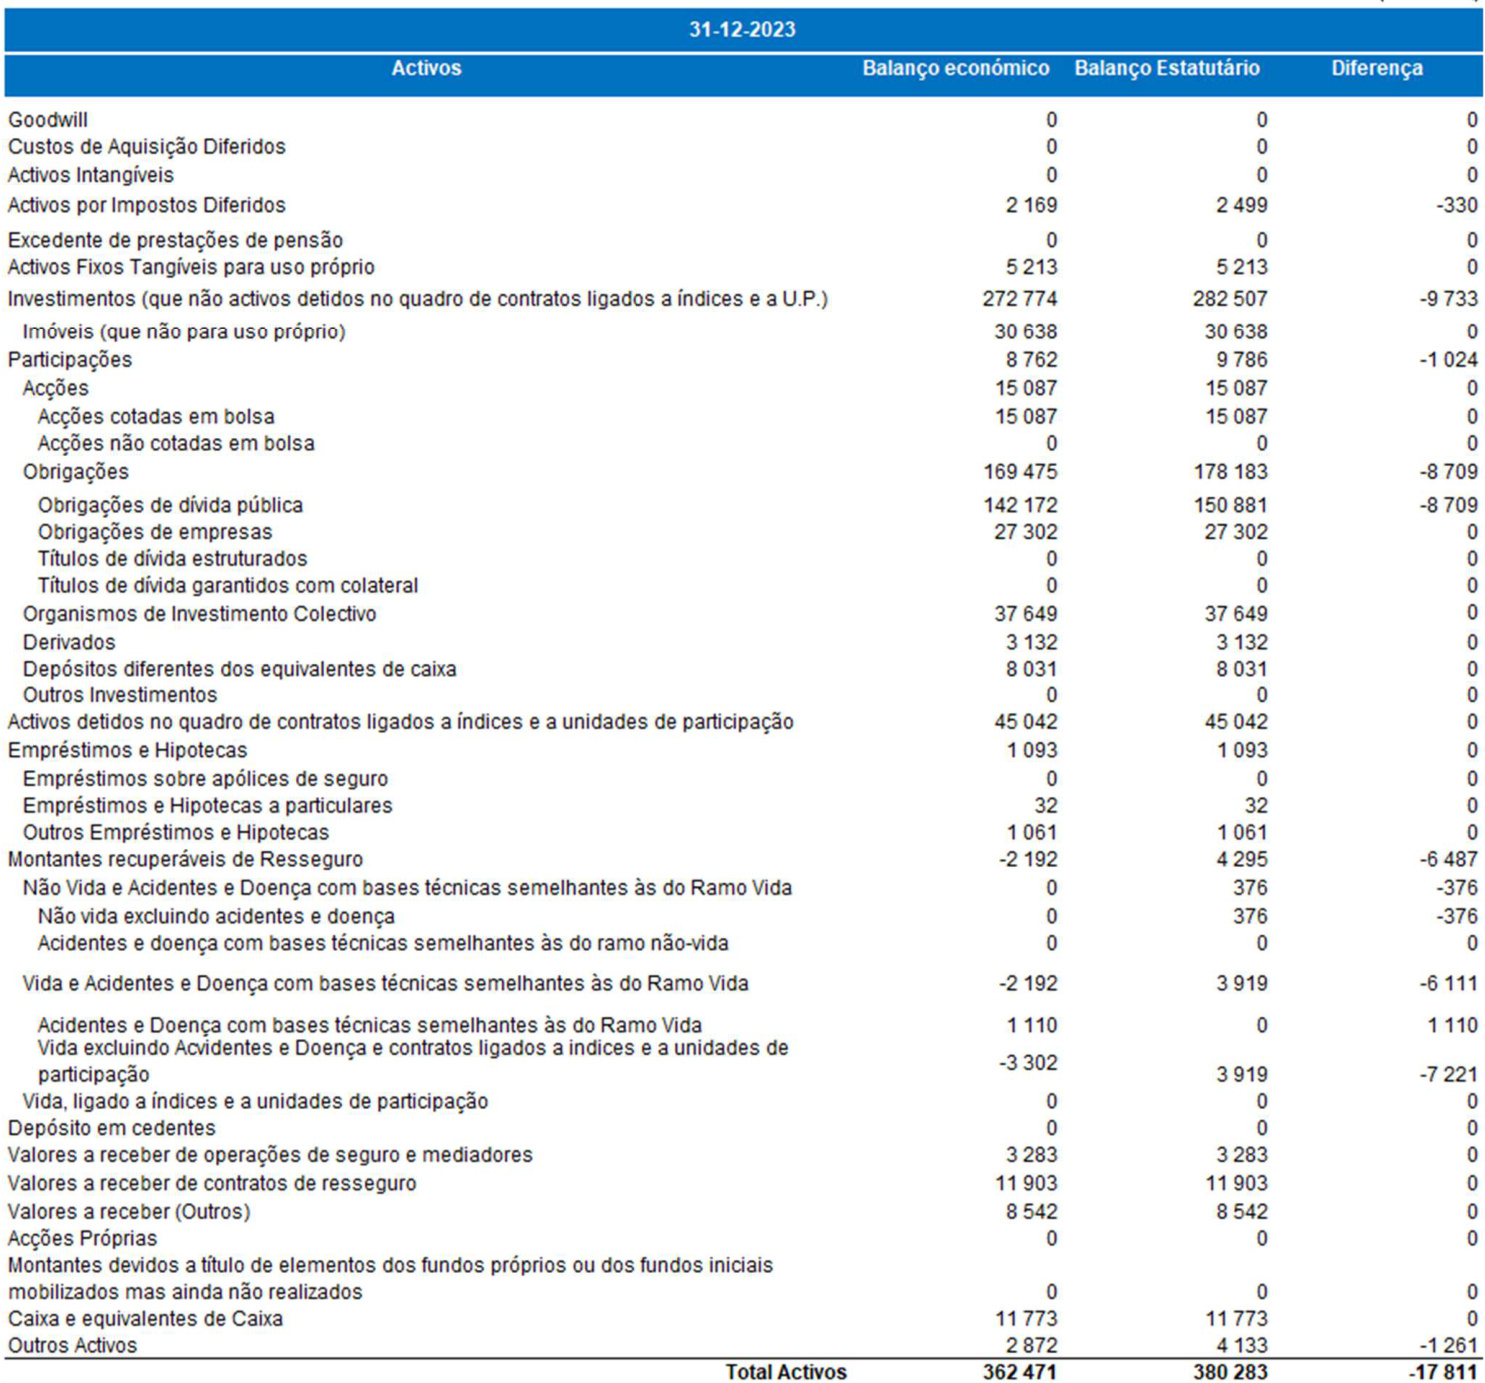 31-12-2023
Activos Balanço económico Balanço Estatutário Diferença
Goodwill 0 0 0
Custos de Aquisição Diferidos 0 0 0
Activos Intangíveis 0 0 0
Activos por Impostos Diferidos 2 169 2 499 -330
Excedente de prestações de pensão 0 0 0
Activos Fixos Tangíveis para uso próprio 5 213 5 213 0
Investimentos (que não activos detidos no quadro de contratos ligados a índices e a U.P.) 272 774 282 507 -9 733
Imóveis (que não para uso próprio) 30 638 30 638 0
Participações 8 762 9 786 -1 024
Acções 15 087 15 087 0
Acções cotadas em bolsa 15 087 15 087 0
Acções não cotadas em bolsa 0 0 0
Obrigações 169 475 178 183 -8 709
Obrigações de dívida pública 142 172 150 881 -8 709
Obrigações de empresas 27 302 27 302 0
Títulos de dívida estruturados 0 0 0
Títulos de dívida garantidos com colateral 0 0 0
Organismos de Investimento Colectivo 37 649 37 649 0
Derivados 3 132 3 132 0
Depósitos diferentes dos equivalentes de caixa 8 031 8 031 0
Outros Investimentos 0 0 0
Activos detidos no quadro de contratos ligados a índices e a unidades de participação 45 042 45 042 0
Empréstimos e Hipotecas 1 093 1 093 0
Empréstimos sobre apólices de seguro 0 0 0
Empréstimos e Hipotecas a particulares 32 32 0
Outros Empréstimos e Hipotecas 1 061 1 061 0
Montantes recuperáveis de Resseguro -2 192 4 295 -6 487
Não Vida e Acidentes e Doença com bases técnicas semelhantes às do Ramo Vida 0 376 -376
Não vida excluindo acidentes e doença 0 376 -376
Acidentes e doença com bases técnicas semelhantes às do ramo não-vida 0 0 0
Vida e Acidentes e Doença com bases técnicas semelhantes às do Ramo Vida -2 192 3 919 -6 111
Acidentes e Doença com bases técnicas semelhantes às do Ramo Vida 1 110 0 1 110
Vida excluindo Acvidentes e Doença e contratos ligados a indices e a unidades de
participação -3 302 3 919 -7 221
Vida, ligado a índices e a unidades de participação 0 0 0
Depósito em cedentes 0 0 0
Valores a receber de operações de seguro e mediadores 3 283 3 283 0
Valores a receber de contratos de resseguro 11 903 11 903 0
Valores a receber (Outros) 8 542 8 542 0
Acções Próprias 0 0 0
Montantes devidos a título de elementos dos fundos próprios ou dos fundos iniciais
mobilizados mas ainda não realizados 0 0 0
Caixa e equivalentes de Caixa 11 773 11 773 0
Outros Activos 2 872 4 133 -1 261
Total Activos 362 471 380 283 -17 811